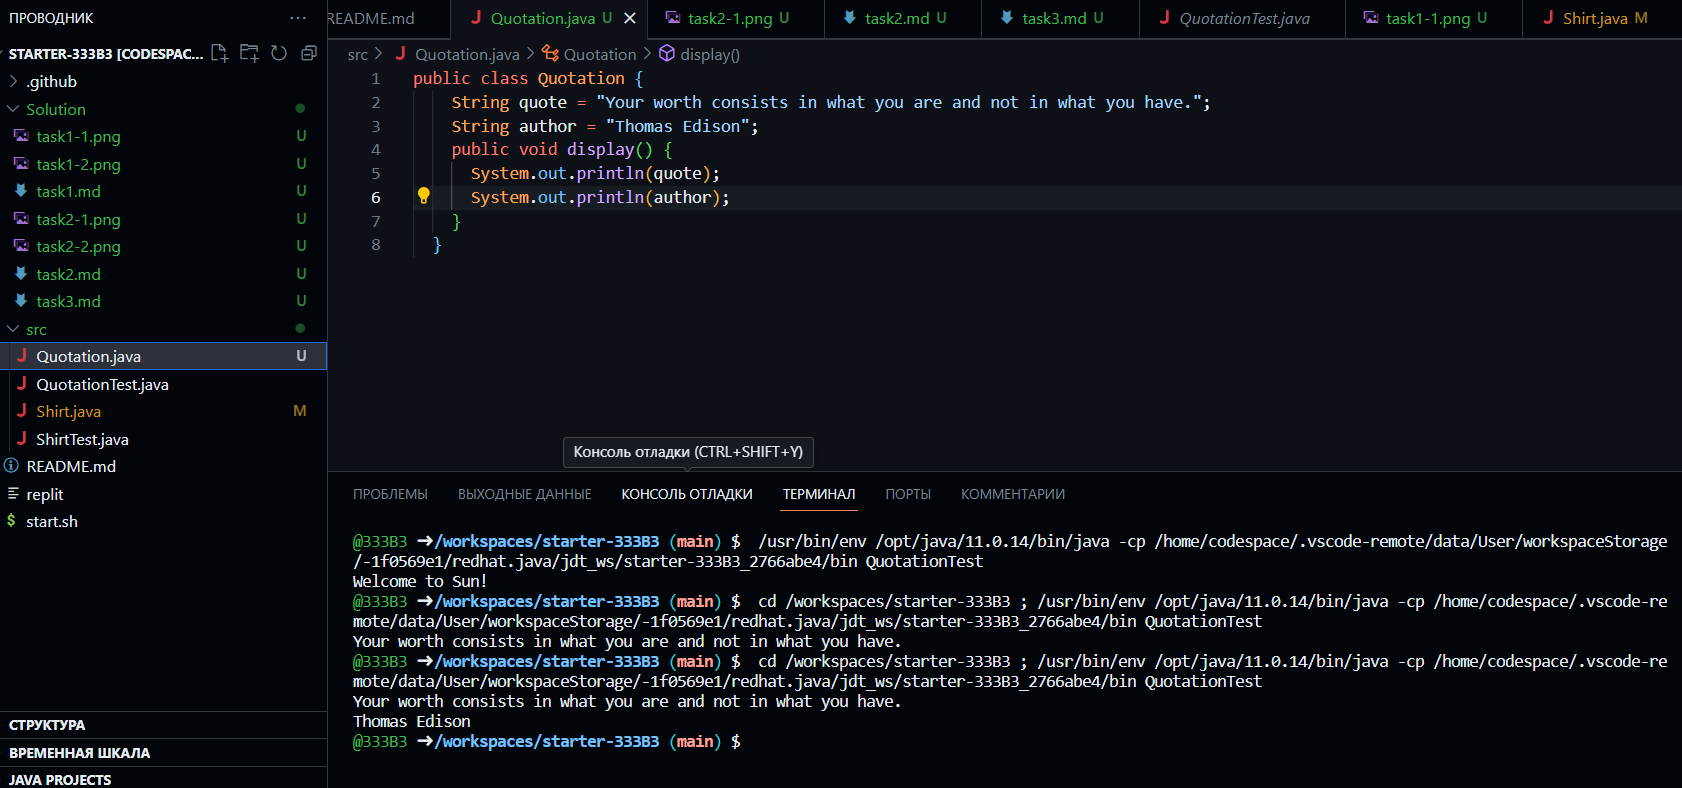 ПРОВОДНИК ···
STARTER-333B3 [CODESPAC...
.github
Solution
task1-1.png U
task1-2.png U
task1.md U
task2-1.png U
task2-2.png U
task2.md U
task3.md U
src
Quotation.java U
QuotationTest.java
Shirt.java M
ShirtTest.java
README.md
replit
$ start.sh
СТРУКТУРА
ВРЕМЕННАЯ ШКАЛА
JAVA PROJECTS
README.md Quotation.java U task2-1.png U task2.md U task3.md U QuotationTest.java task1-1.png U Shirt.java M
src > Quotation.java > Quotation > display()
1 public class Quotation {
2 String quote = "Your worth consists in what you are and not in what you have.";
3 String author = "Thomas Edison";
4 public void display() {
5 System.out.println(quote);
6 System.out.println(author);
7 }
8 }
Консоль отладки (CTRL+SHIFT+Y)
ПРОБЛЕМЫ ВЫХОДНЫЕ ДАННЫЕ КОНСОЛЬ ОТЛАДКИ ТЕРМИНАЛ ПОРТЫ КОММЕНТАРИИ
@333B3 ➜/workspaces/starter-333B3 (main) $ /usr/bin/env /opt/java/11.0.14/bin/java -cp /home/codespace/.vscode-remote/data/User/workspaceStorage
/-1f0569e1/redhat.java/jdt_ws/starter-333B3_2766abe4/bin QuotationTest
Welcome to Sun!
@333B3 ➜/workspaces/starter-333B3 (main) $ cd /workspaces/starter-333B3 ; /usr/bin/env /opt/java/11.0.14/bin/java -cp /home/codespace/.vscode-re
mote/data/User/workspaceStorage/-1f0569e1/redhat.java/jdt_ws/starter-333B3_2766abe4/bin QuotationTest
Your worth consists in what you are and not in what you have.
@333B3 ➜/workspaces/starter-333B3 (main) $ cd /workspaces/starter-333B3 ; /usr/bin/env /opt/java/11.0.14/bin/java -cp /home/codespace/.vscode-re
mote/data/User/workspaceStorage/-1f0569e1/redhat.java/jdt_ws/starter-333B3_2766abe4/bin QuotationTest
Your worth consists in what you are and not in what you have.
Thomas Edison
@333B3 ➜/workspaces/starter-333B3 (main) $